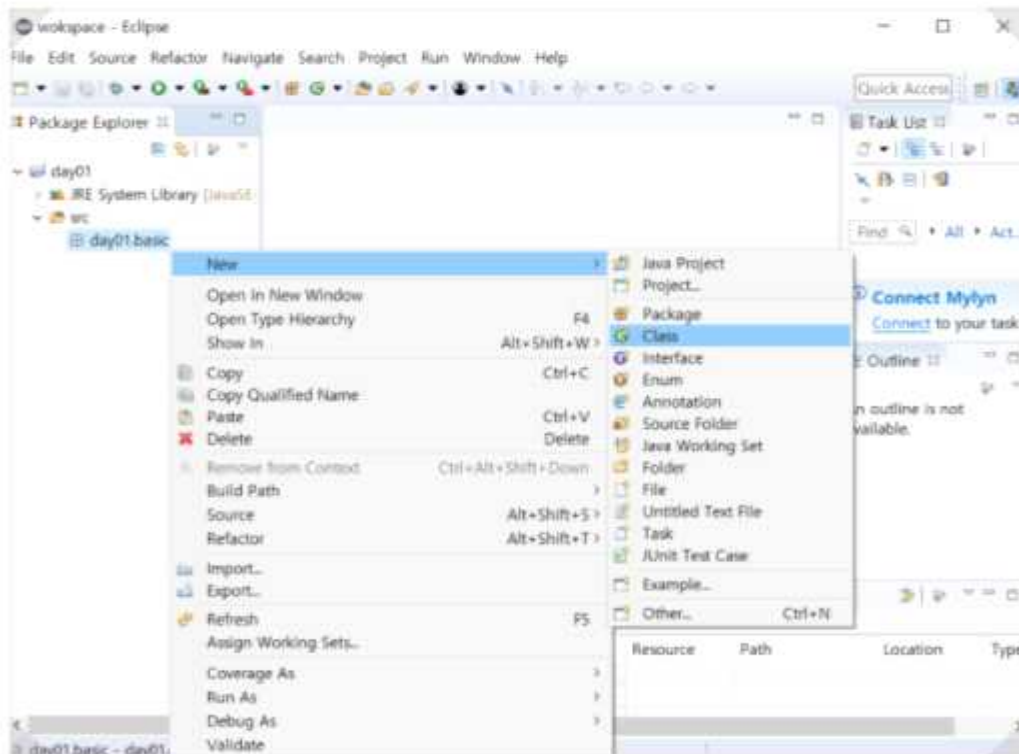 wokspace - Eclipse
File Edit Source Refactor Navigate Search Project Run Window Help
Quick Access
Package Explorer
Task List
day01
JRE System Library [JavaSE
src
day01.basic
Find All Act..
New
Open in New Window
Open Type Hierarchy F4
Show In Alt+Shift+W
Copy Ctrl+C
Copy Qualified Name
Paste Ctrl+V
Delete Delete
Remove from Context Ctrl+Alt+Shift+Down
Build Path
Source Alt+Shift+S
Refactor Alt+Shift+T
Import...
Export...
Refresh F5
Assign Working Sets...
Coverage As
Run As
Debug As
Validate
Java Project
Project...
Package
Class
Interface
Enum
Annotation
Source Folder
Java Working Set
Folder
File
Untitled Text File
Task
JUnit Test Case
Example...
Other... Ctrl+N
Connect Mylyn
Connect to your task
Outline
n outline is not
vailable.
Resource Path Location Type
day01.basic - day01